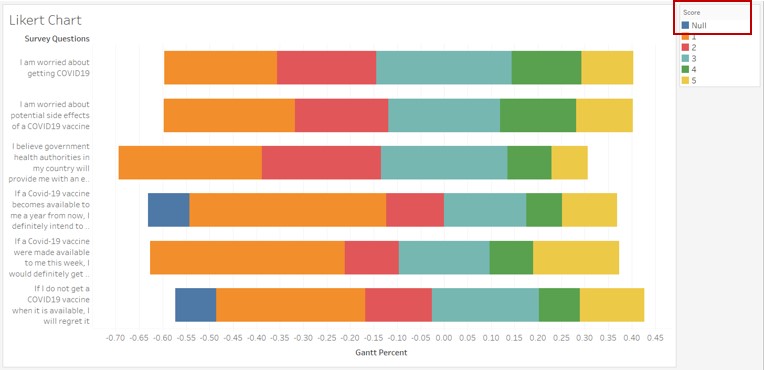 Likert Chart
Survey Questions
I am worried about
getting COVID19
I am worried about
potential side effects
of a COVID19 vaccine
I believe government
health authorities in
my country will
provide me with an e..
If a Covid-19 vaccine
becomes available to
me a year from now, I
definitely intend to ..
If a Covid-19 vaccine
were made available
to me this week, I
would definitely get ..
If I do not get a
COVID19 vaccine
when it is available, I
will regret it
-0.70 -0.65 -0.60 -0.55 -0.50 -0.45 -0.40 -0.35 -0.30 -0.25 -0.20 -0.15 -0.10 -0.05 0.00 0.05 0.10 0.15 0.20 0.25 0.30 0.35 0.40 0.45
Gantt Percent
Score
Null
1
2
3
4
5